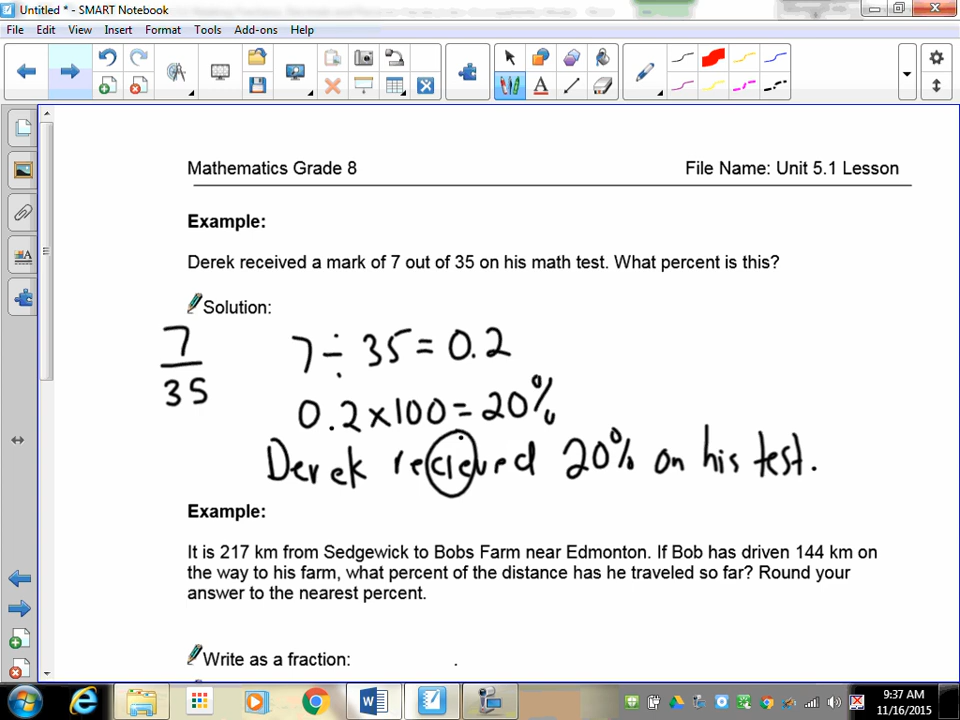 Untitled * - SMART Notebook
File Edit View Insert Format Tools Add-ons Help
Mathematics Grade 8 File Name: Unit 5.1 Lesson
Example:
Derek received a mark of 7 out of 35 on his math test. What percent is this?
Solution:
7/35 7 ÷ 35 = 0.2
0.2 x 100 = 20%
Derek recieved 20% on his test.
Example:
It is 217 km from Sedgewick to Bobs Farm near Edmonton. If Bob has driven 144 km on
the way to his farm, what percent of the distance has he traveled so far? Round your
answer to the nearest percent.
Write as a fraction:
9:37 AM
11/16/2015